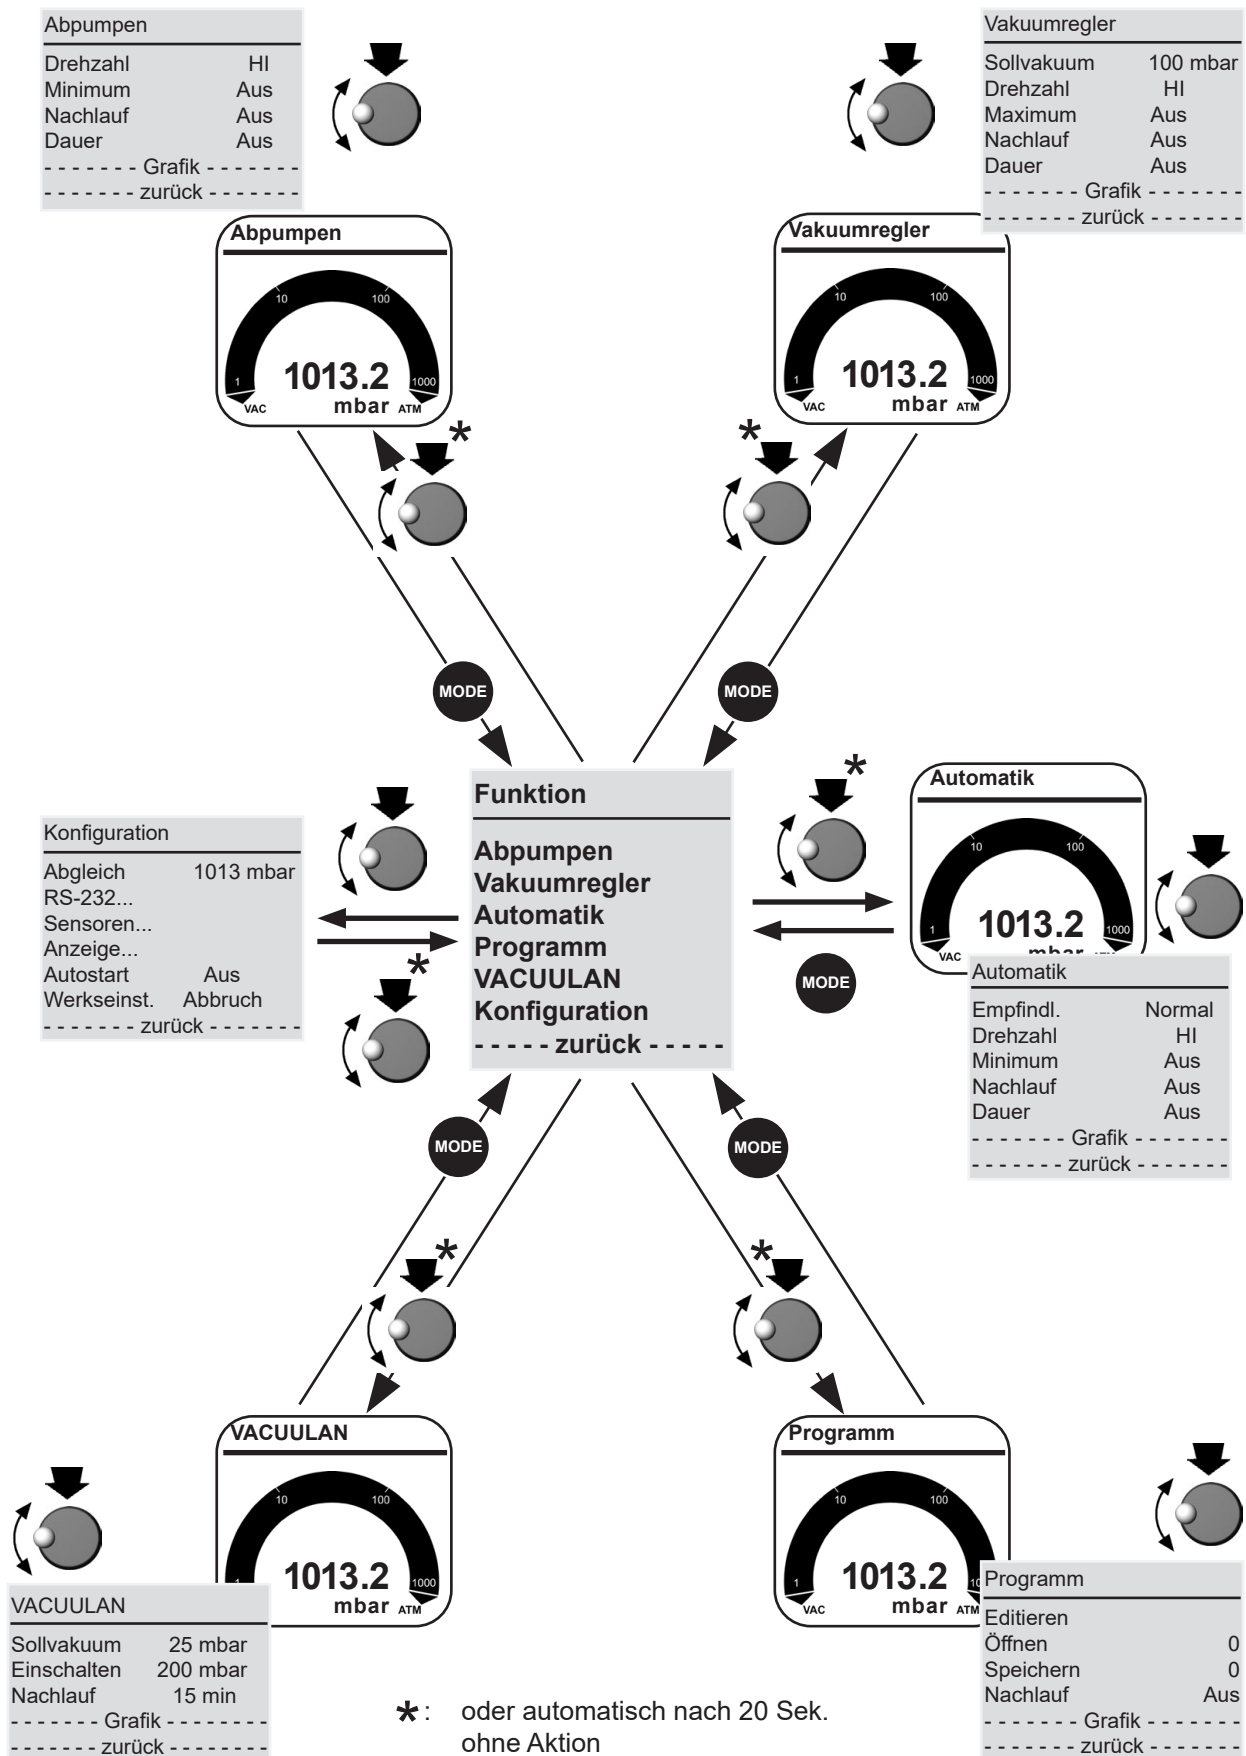 Abpumpen
Drehzahl HI
Minimum Aus
Nachlauf Aus
Dauer Aus
- - - - - - - Grafik - - - - - - -
- - - - - - - zurück - - - - - - -
Vakuumregler
Sollvakuum 100 mbar
Drehzahl HI
Maximum Aus
Nachlauf Aus
Dauer Aus
- - - - - - - Grafik - - - - - - -
- - - - - - - zurück - - - - - - -
Abpumpen
10 100
1 1013.2 1000
VAC mbar ATM
Vakuumregler
10 100
1 1013.2 1000
VAC mbar ATM
*
*
MODE
MODE
Funktion
Abpumpen
Vakuumregler
Automatik
Programm
VACUULAN
Konfiguration
- - - - - zurück - - - - -
Konfiguration
Abgleich 1013 mbar
RS-232...
Sensoren...
Anzeige...
Autostart Aus
Werkseinst. Abbruch
- - - - - - - zurück - - - - - - -
*
*
MODE
Automatik
10 100
1 1013.2 1000
VAC mbar
Automatik
Empfindl. Normal
Drehzahl HI
Minimum Aus
Nachlauf Aus
Dauer Aus
- - - - - - - Grafik - - - - - - -
- - - - - - - zurück - - - - - - -
MODE
MODE
*
*
VACUULAN
10 100
1 1013.2 1000
mbar ATM
VACUULAN
Sollvakuum 25 mbar
Einschalten 200 mbar
Nachlauf 15 min
- - - - - - - Grafik - - - - - - -
- - - - - - - zurück - - - - - - -
Programm
10 100
1 1013.2
VAC mbar ATM
Programm
Editieren
Öffnen 0
Speichern 0
Nachlauf Aus
- - - - - - - Grafik - - - - - - -
- - - - - - - zurück - - - - - - -
*: oder automatisch nach 20 Sek.
ohne Aktion